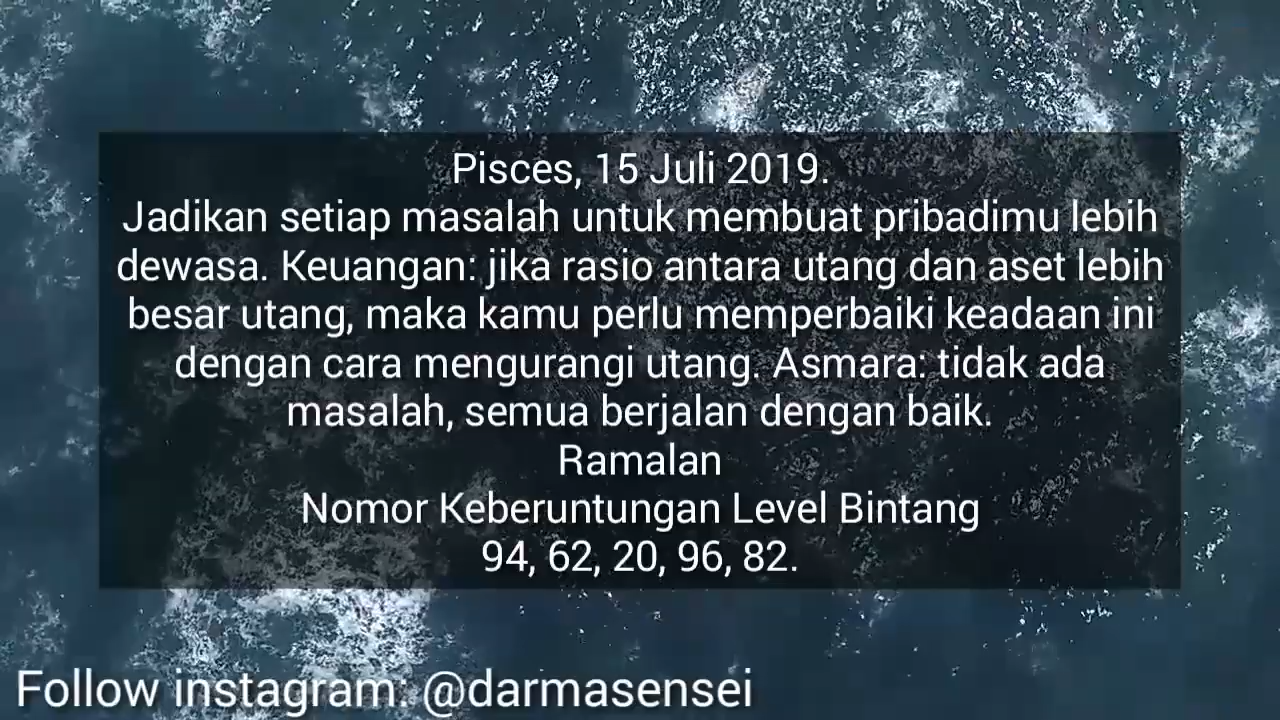 Pisces, 15 Juli 2019.
Jadikan setiap masalah untuk membuat pribadimu lebih
dewasa. Keuangan: jika rasio antara utang dan aset lebih
besar utang, maka kamu perlu memperbaiki keadaan ini
dengan cara mengurangi utang. Asmara: tidak ada
masalah, semua berjalan dengan baik.
Ramalan
Nomor Keberuntungan Level Bintang
94, 62, 20, 96, 82.
Follow instagram: @darmasensei